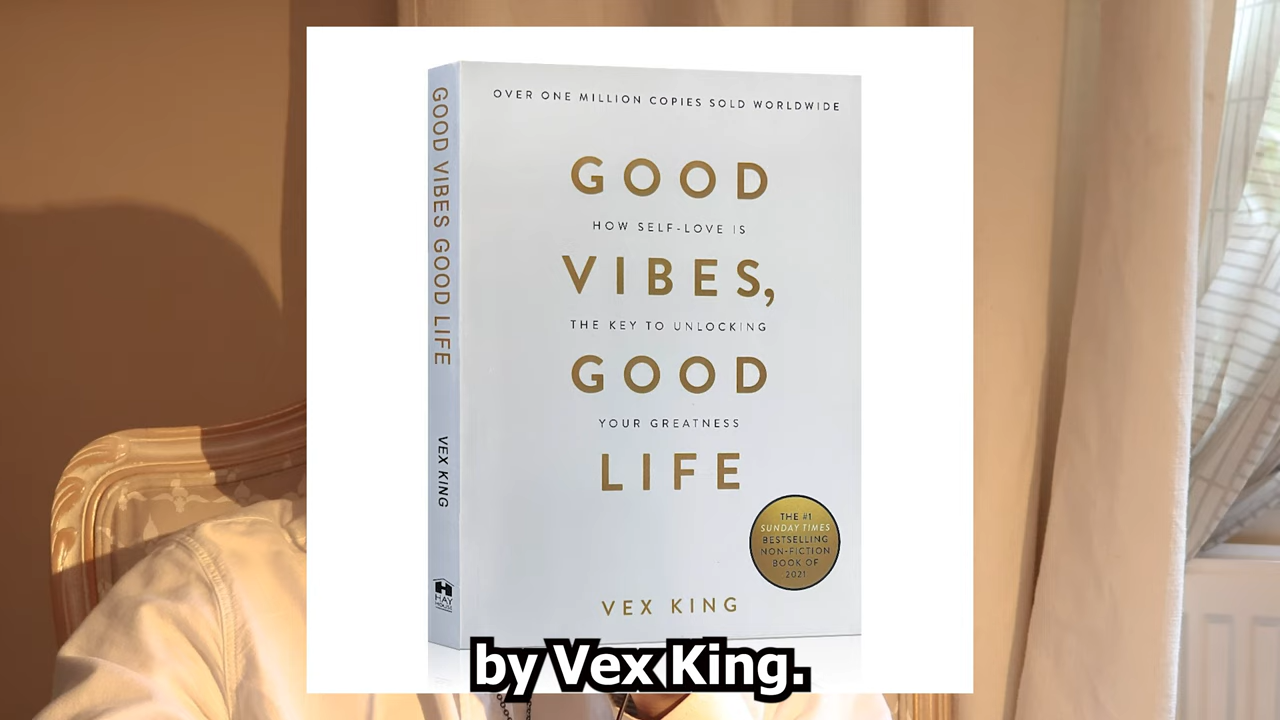 GOOD VIBES GOOD LIFE
VEX KING
HAY
HOUSE
OVER ONE MILLION COPIES SOLD WORLDWIDE
GOOD
HOW SELF-LOVE IS
VIBES,
THE KEY TO UNLOCKING
GOOD
YOUR GREATNESS
LIFE
THE #1
SUNDAY TIMES
BESTSELLING
NON-FICTION
BOOK OF
2021
VEX KING
by Vex King.